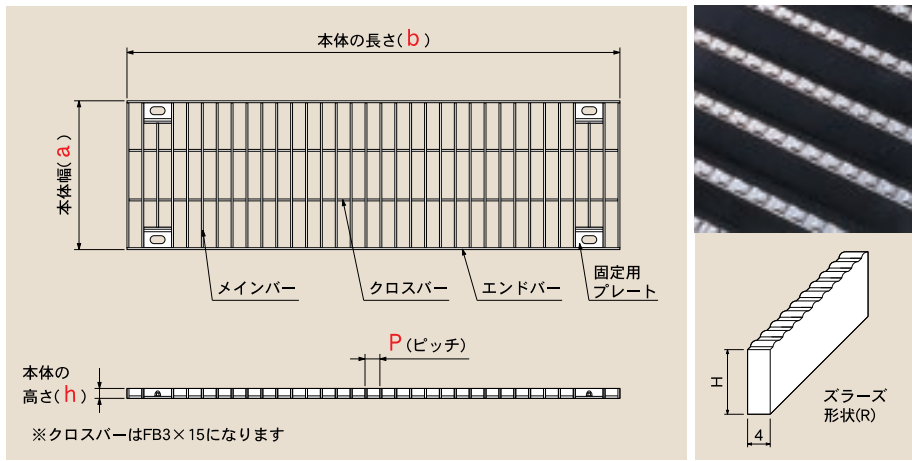 本体の長さ(b)
本体幅(a)
メインバー
クロスバー
エンドバー
固定用
プレート
P(ピッチ)
本体の
高さ(h)
※クロスバーはFB3×15になります
H
4
ズラーズ
形状(R)